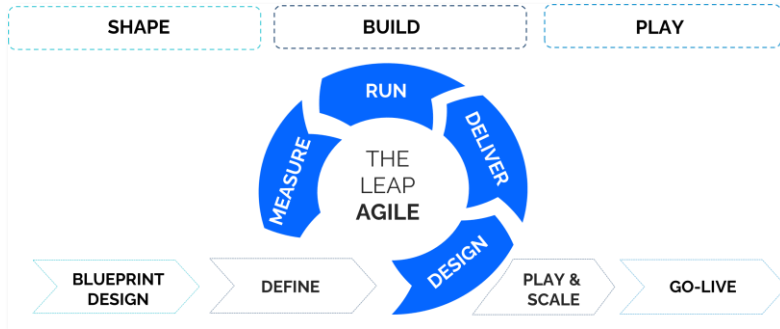 SHAPE
BUILD
PLAY
RUN
DELIVER
MEASURE
THE
LEAP
AGILE
DESIGN
BLUEPRINT
DESIGN
DEFINE
PLAY &
SCALE
GO-LIVE